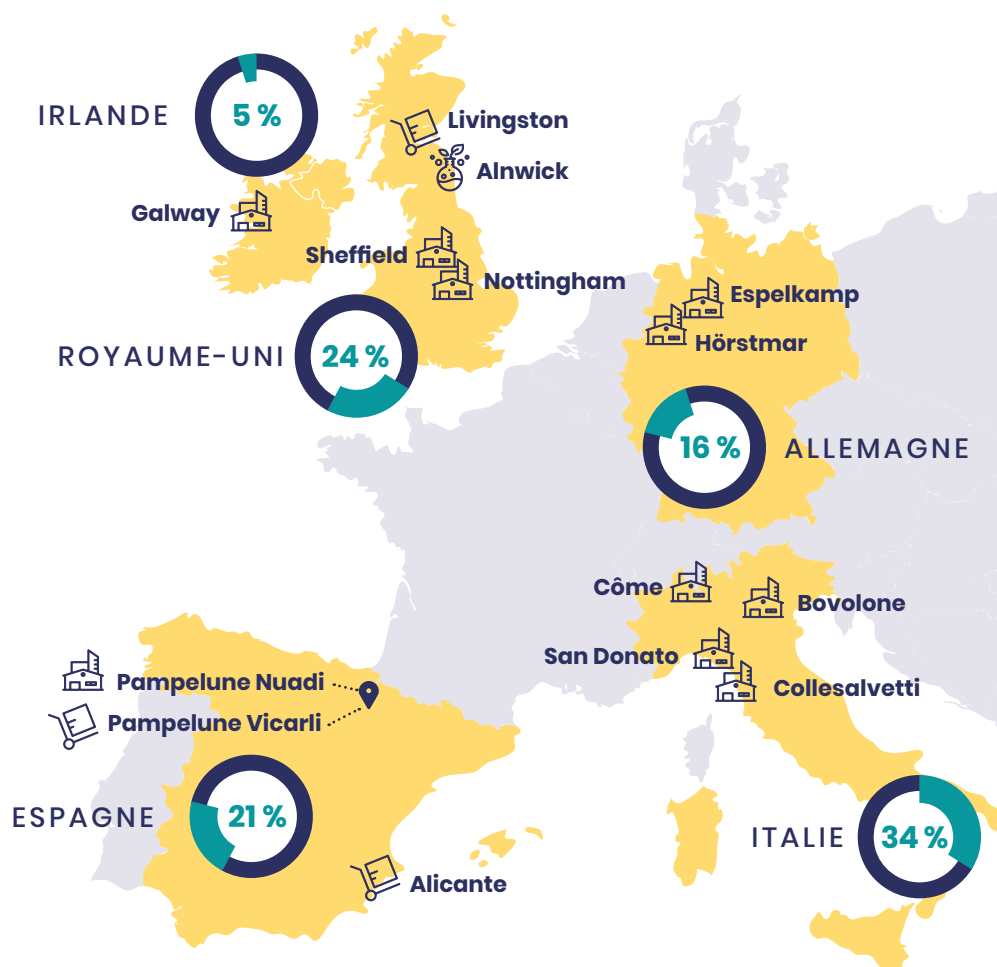 5 %
IRLANDE
Livingston
Alnwick
Galway
Sheffield
Nottingham
Espelkamp
Hörstmar
ROYAUME-UNI
24 %
16 %
ALLEMAGNE
Côme
Bovolone
San Donato
Collesalvetti
Pampelune Nuadi
Pampelune Vicarli
ESPAGNE
21 %
ITALIE
34 %
Alicante